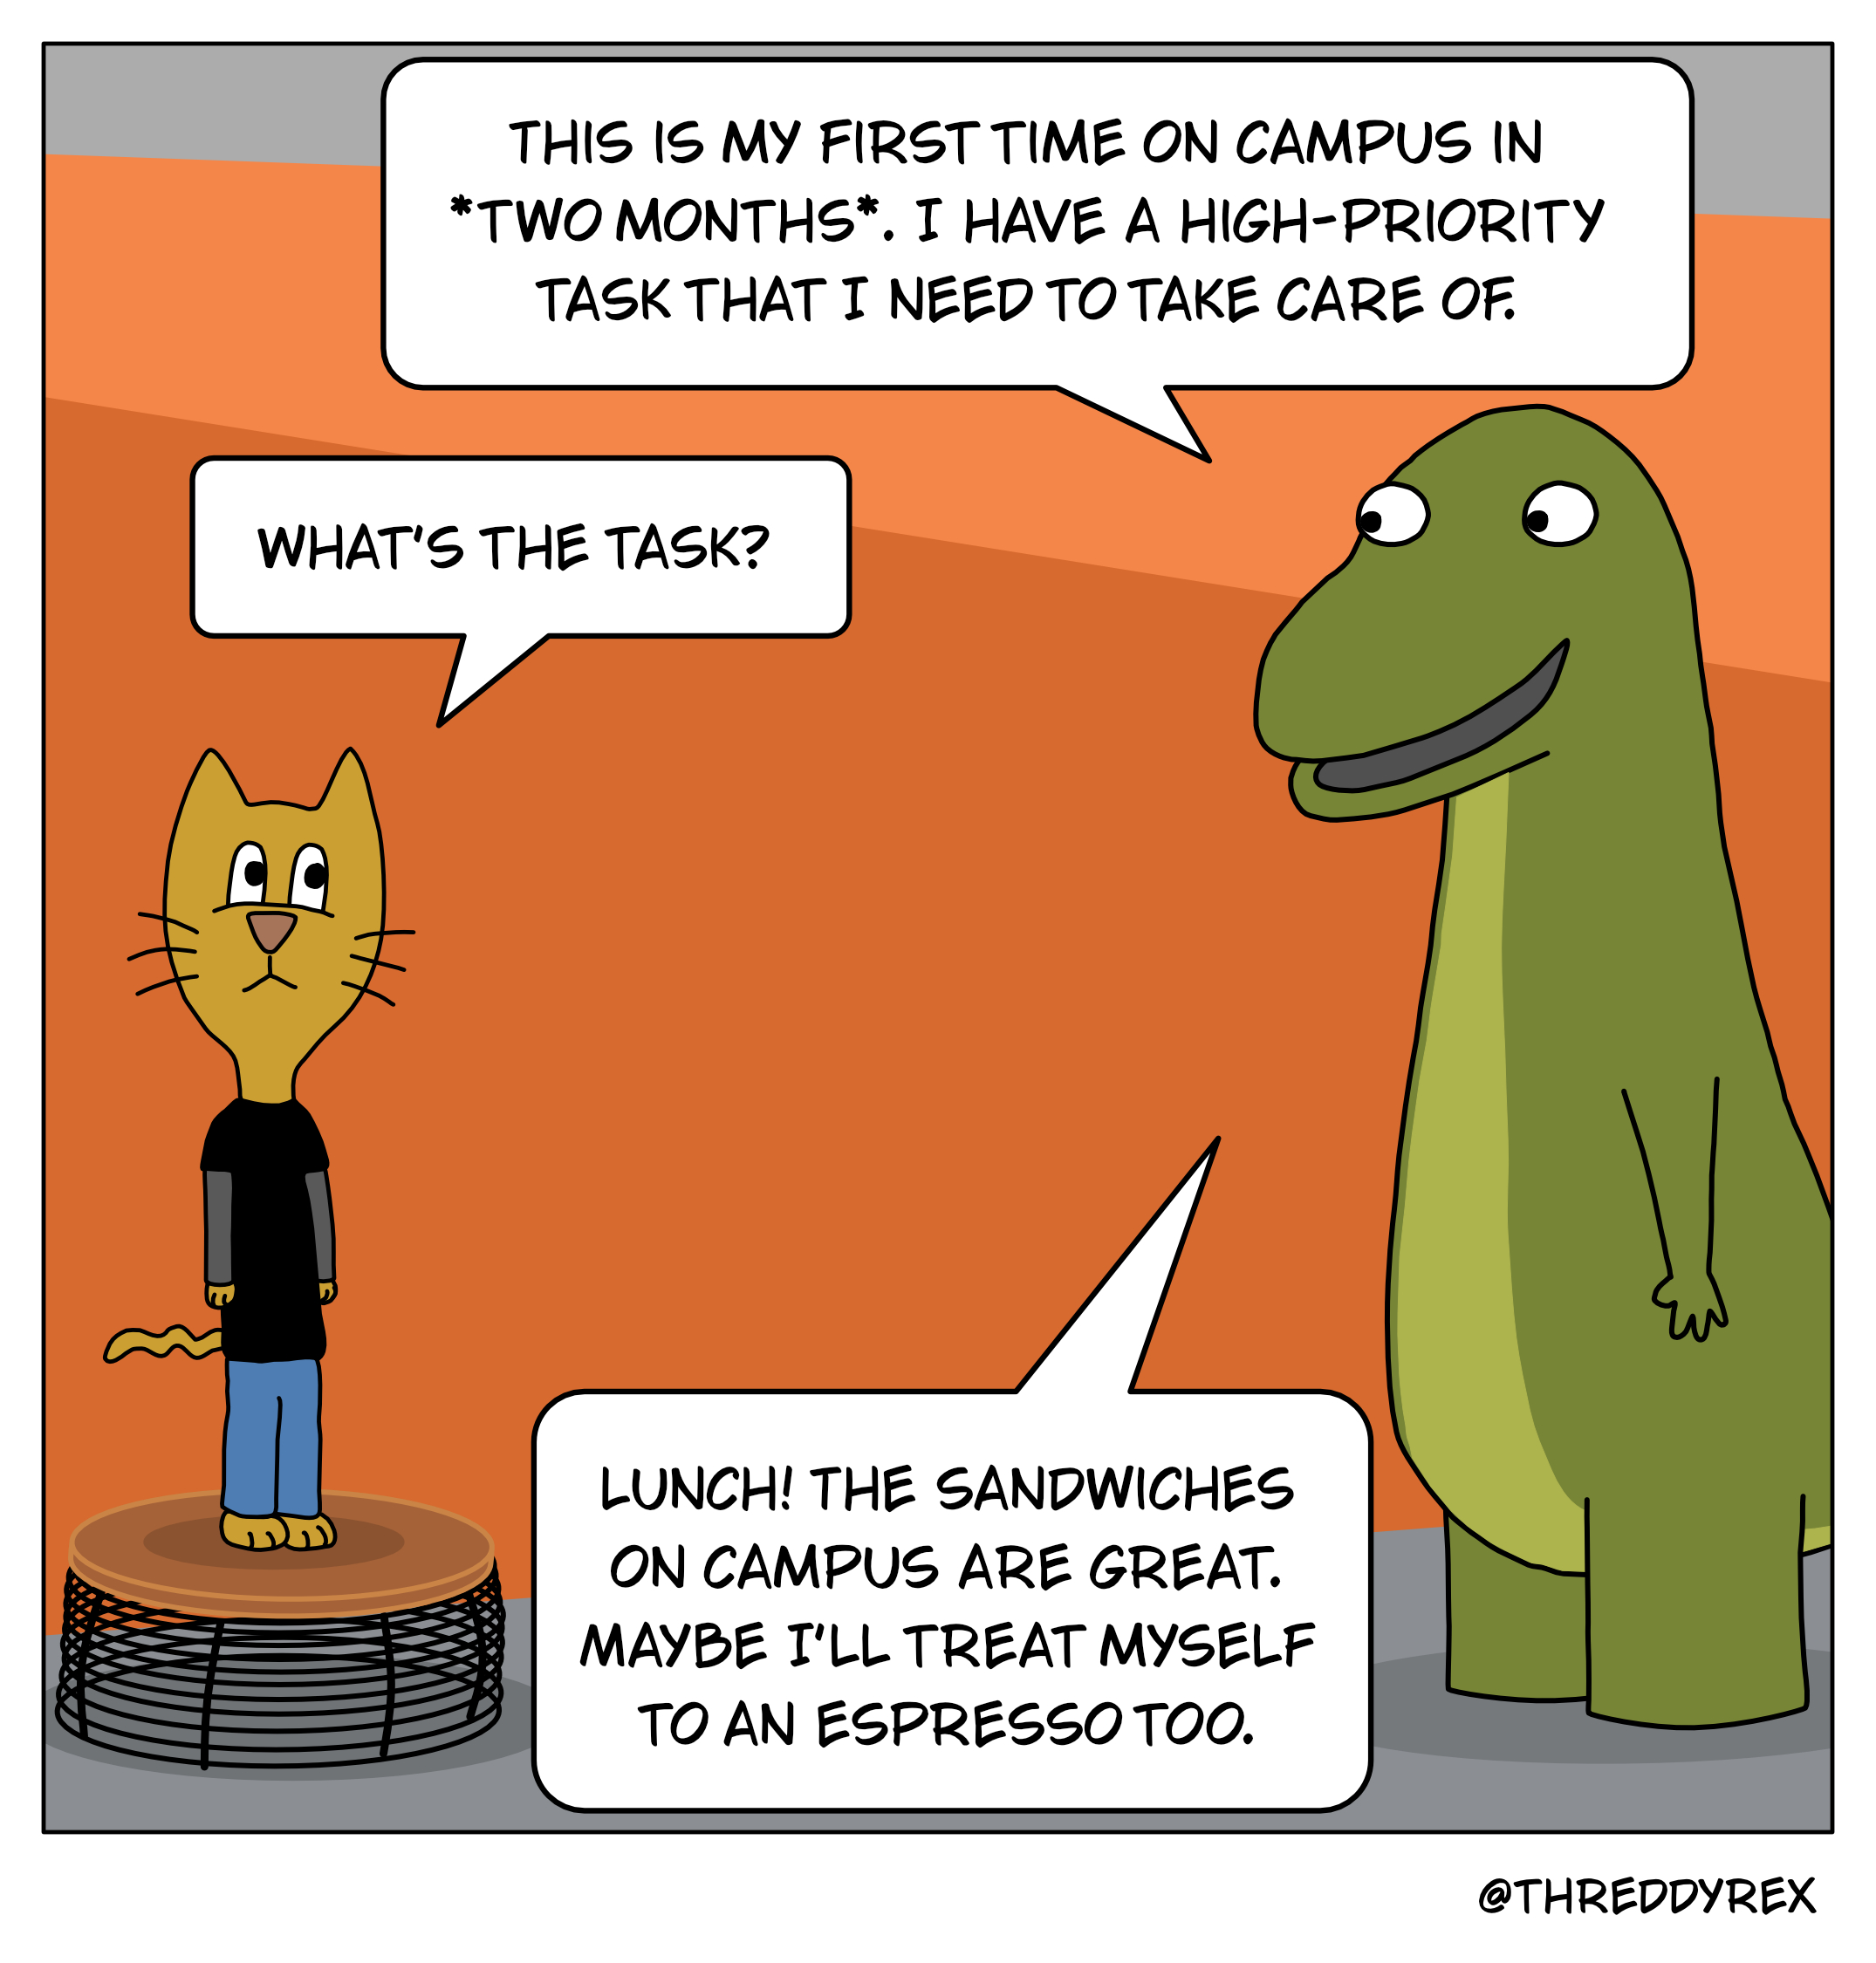 THIS IS MY FIRST TIME ON CAMPUS IN
*TWO MONTHS*. I HAVE A HIGH-PRIORITY
TASK THAT I NEED TO TAKE CARE OF.
WHAT'S THE TASK?
LUNCH! THE SANDWICHES
ON CAMPUS ARE GREAT.
MAYBE I'LL TREAT MYSELF
TO AN ESPRESSO TOO.
@THREDDYREX